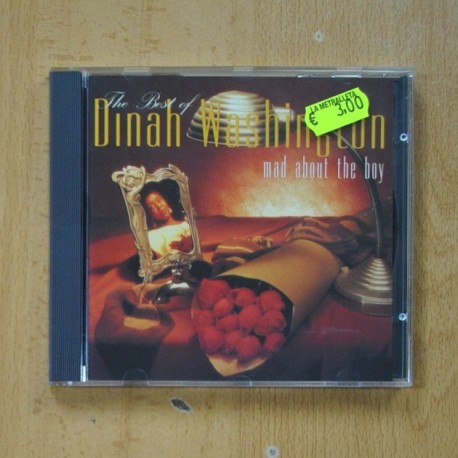 The Best of
Dinah Washington
mad about the boy
LA METRALLETA
€ 3,00